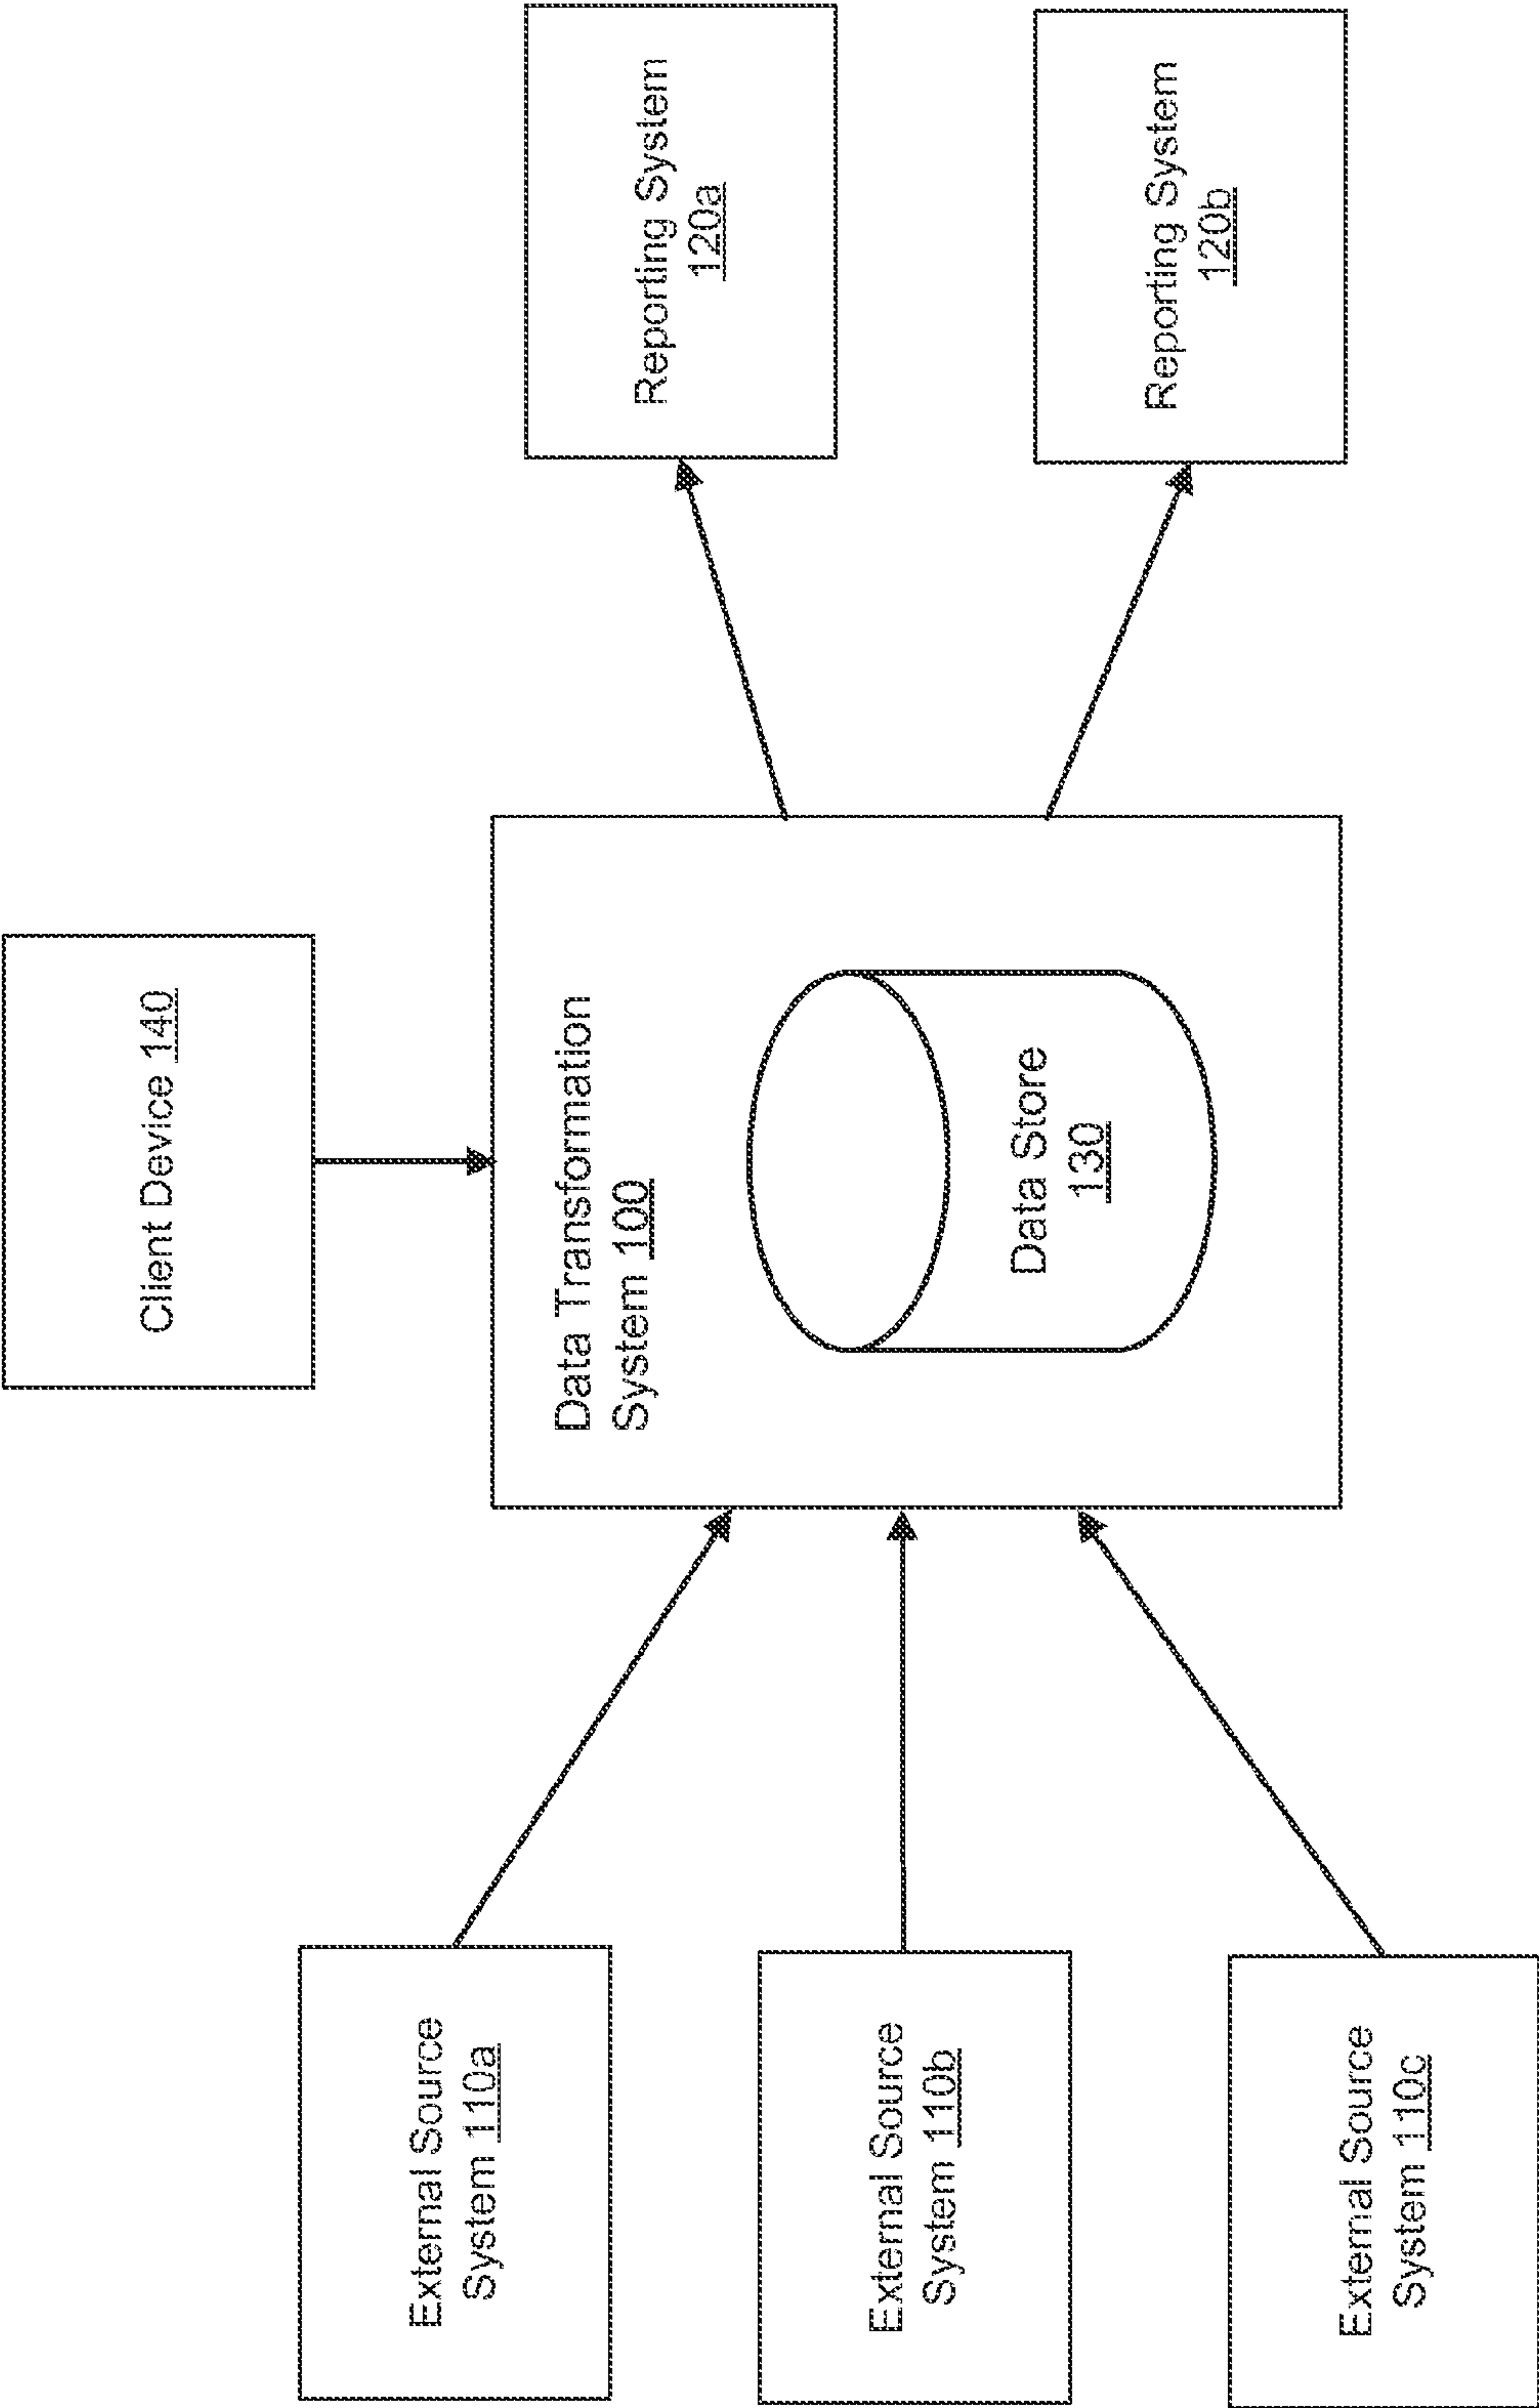 Client Device 140
External Source
System 110a
External Source
System 110b
External Source
System 110c
Data Transformation
System 100
Data Store
130
Reporting System
120a
Reporting System
120b